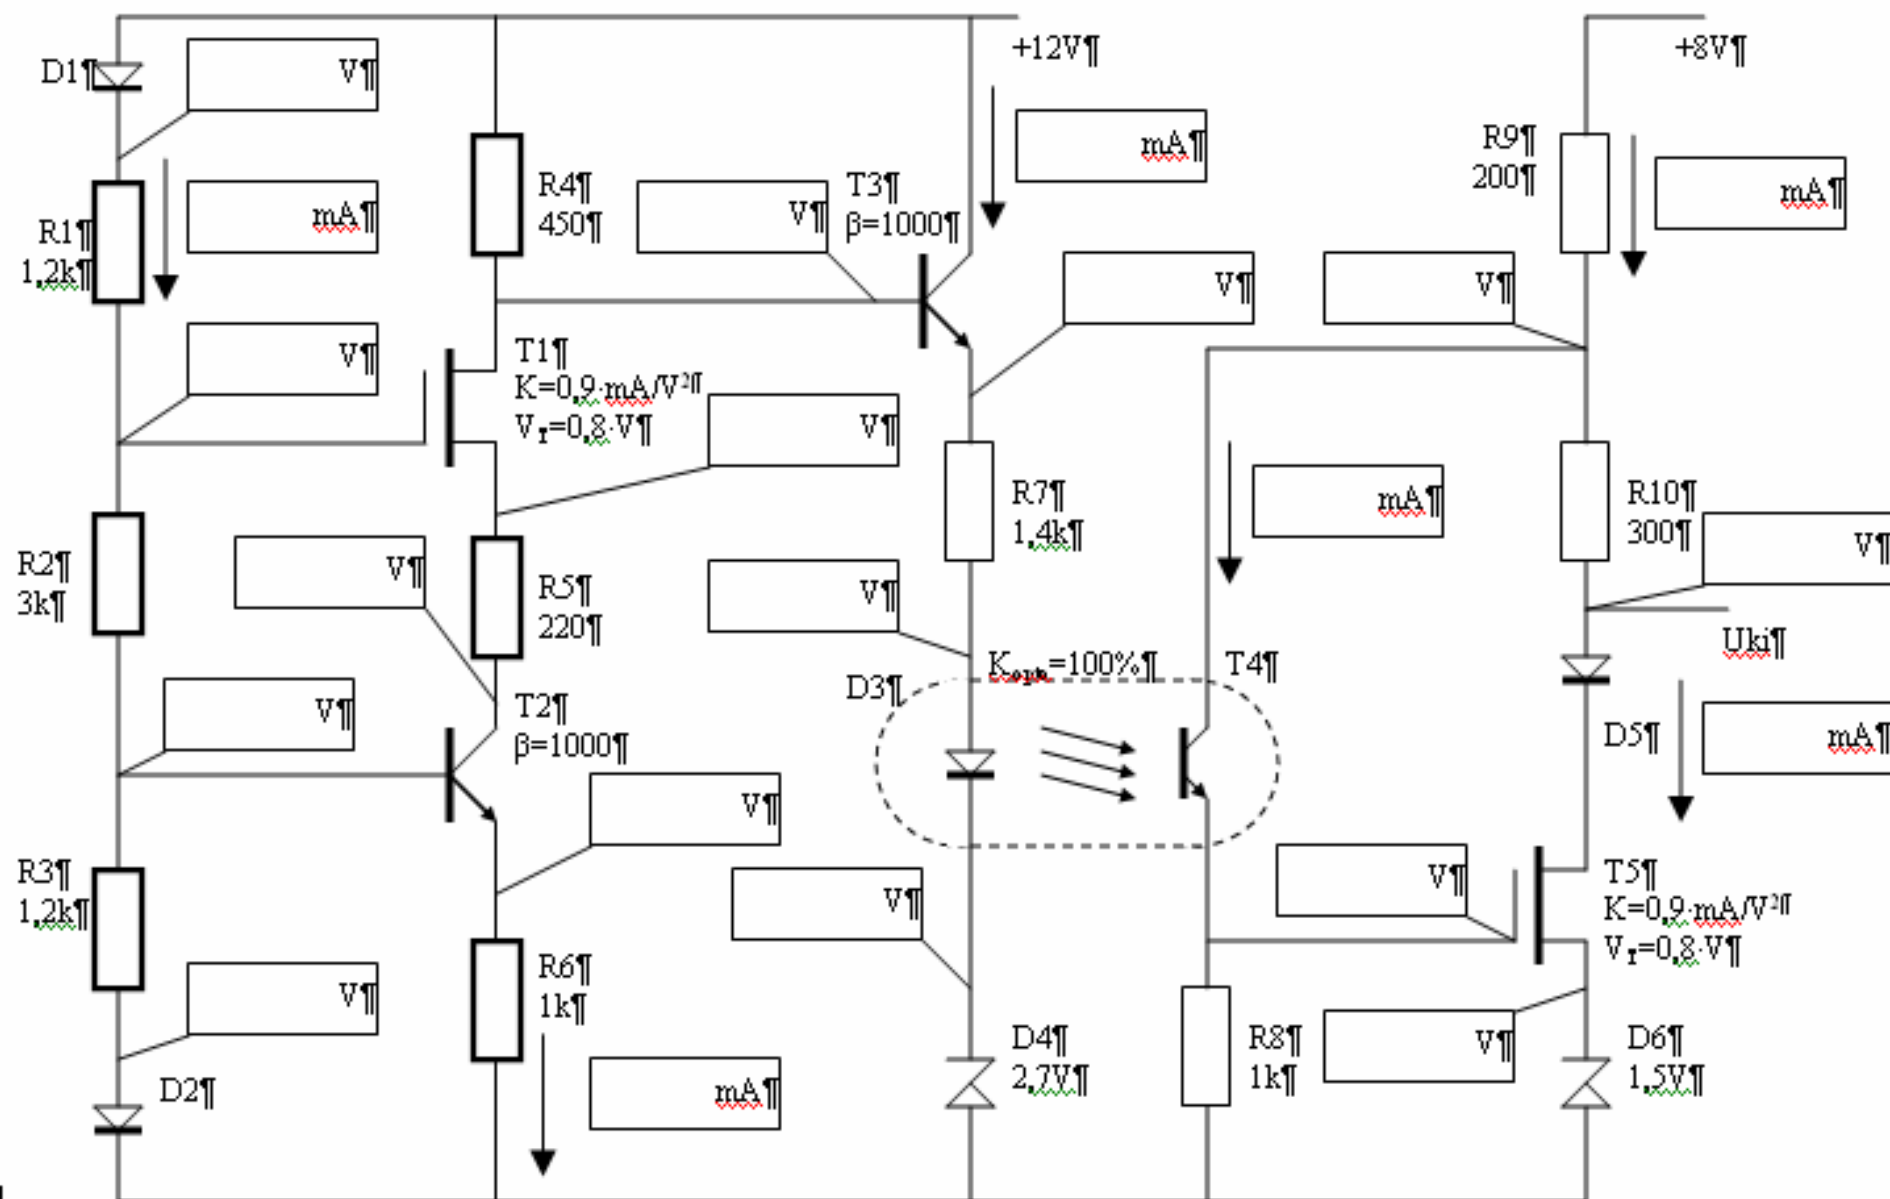 D1¶
V¶
+12V¶
+8V¶
mA¶
R9¶
200¶
mA¶
R1¶
1,2k¶
mA¶
R4¶
450¶
V¶
T3¶
β=1000¶
V¶
V¶
V¶
T1¶
K=0,9·mA/V²¶
V_T=0,8·V¶
V¶
R2¶
3k¶
V¶
R5¶
220¶
V¶
R7¶
1,4k¶
mA¶
R10¶
300¶
V¶
Uki¶
K_opto=100%¶
T4¶
D3¶
V¶
T2¶
β=1000¶
D5¶
mA¶
V¶
R3¶
1,2k¶
V¶
V¶
T5¶
K=0,9·mA/V²¶
V_T=0,8·V¶
V¶
R6¶
1k¶
D2¶
mA¶
D4¶
2,7V¶
R8¶
1k¶
V¶
D6¶
1,5V¶